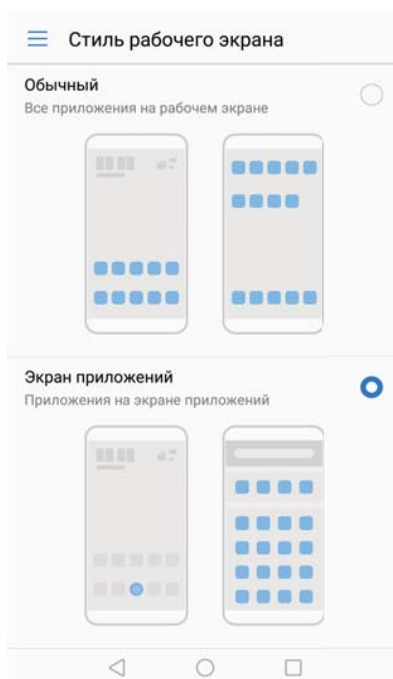 Стиль рабочего экрана
Обычный
Все приложения на рабочем экране
Экран приложений
Приложения на экране приложений